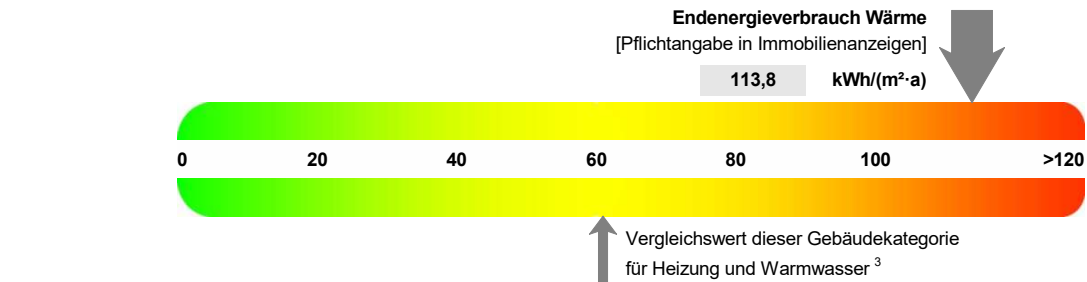 Endenergieverbrauch Wärme
[Pflichtangabe in Immobilienanzeigen]
113,8 kWh/(m²·a)
0 20 40 60 80 100 >120
Vergleichswert dieser Gebäudekategorie
für Heizung und Warmwasser ³